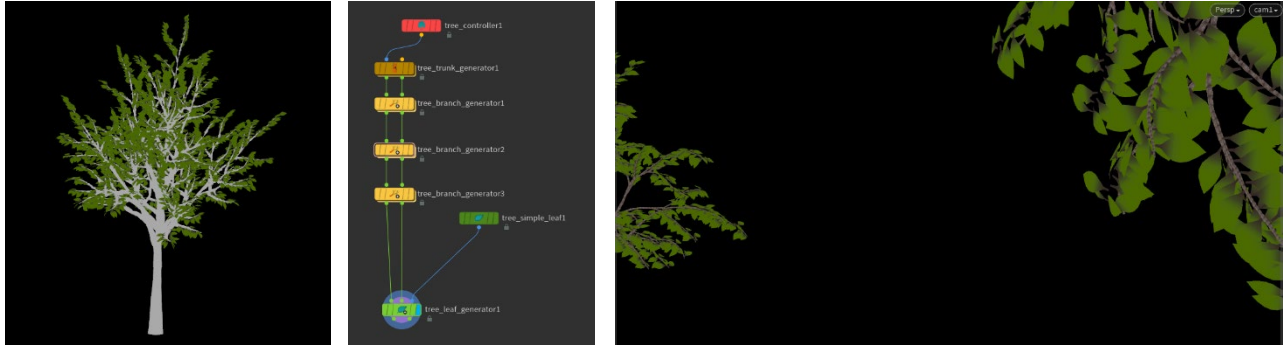 tree_controller1
tree_trunk_generator1
tree_branch_generator1
tree_branch_generator2
tree_branch_generator3
tree_simple_leaf1
tree_leaf_generator1
Persp
cam1